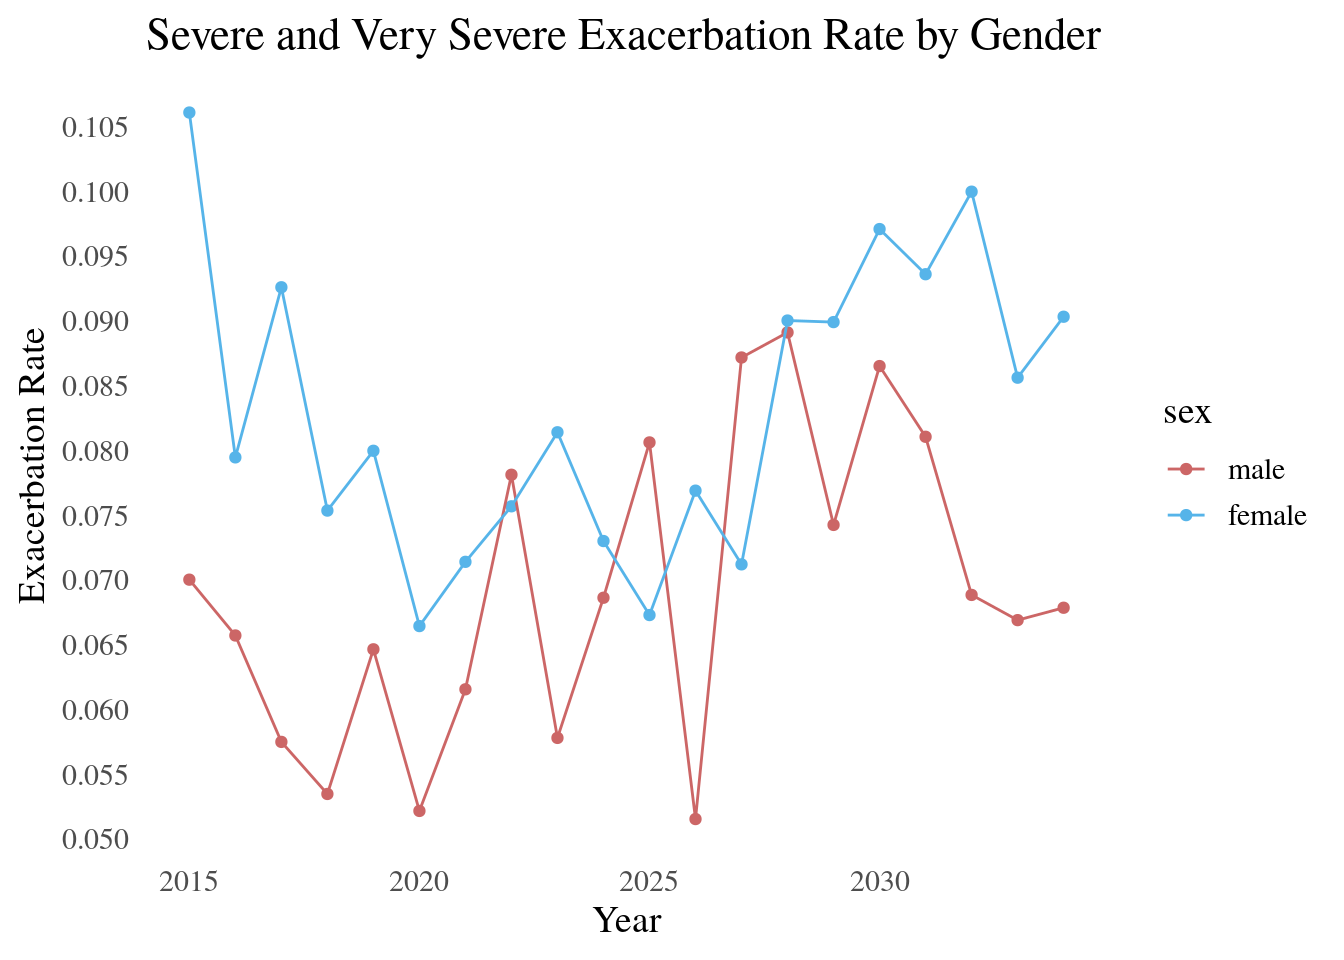 Severe and Very Severe Exacerbation Rate by Gender
Exacerbation Rate
0.105
0.100
0.095
0.090
0.085
0.080
0.075
0.070
0.065
0.060
0.055
0.050
2015 2020 2025 2030
Year
sex
male
female